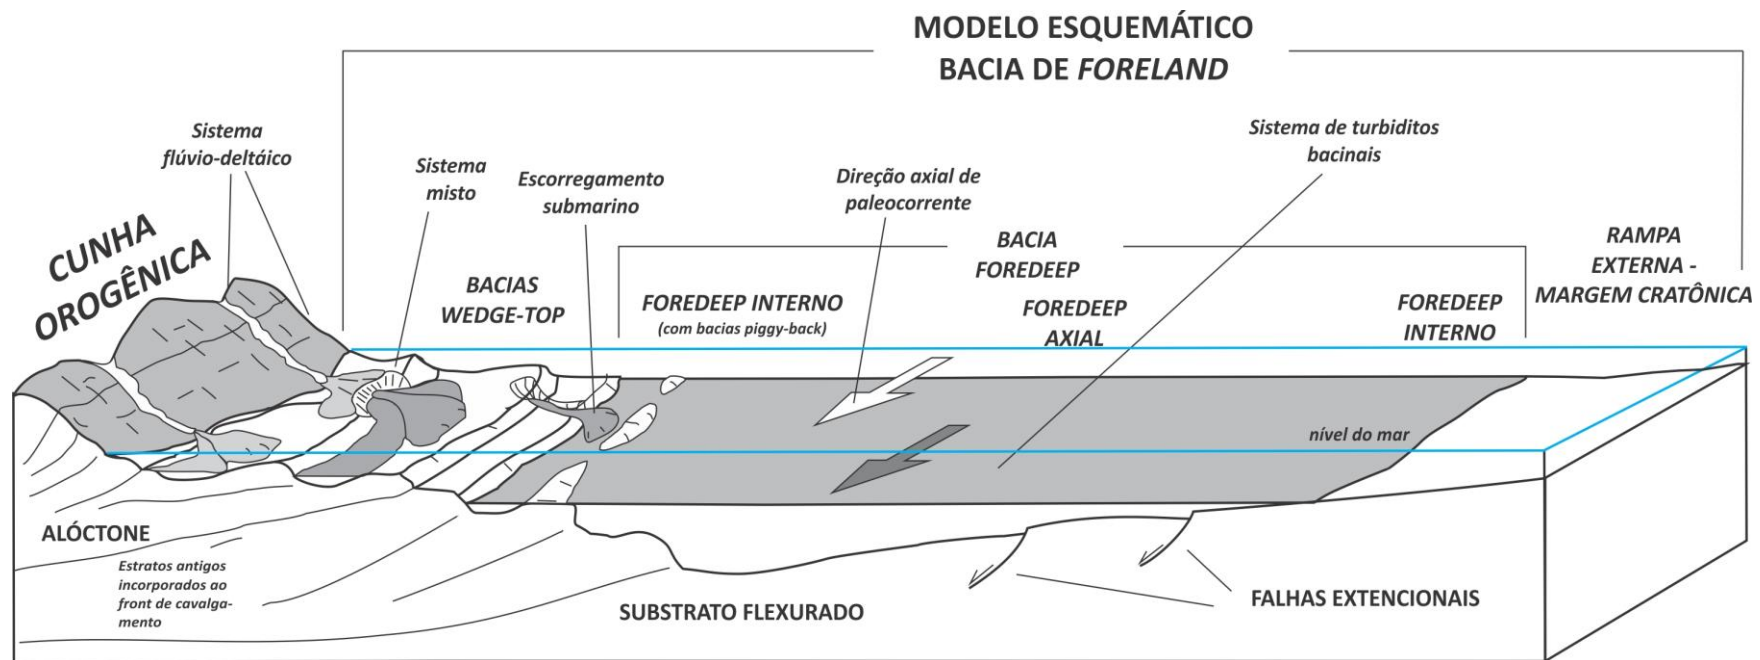 MODELO ESQUEMÁTICO
BACIA DE FORELAND
Sistema
flúvio-deltáico
Sistema
misto
Escorregamento
submarino
Direção axial de
paleocorrente
Sistema de turbiditos
bacinais
CUNHA
OROGÊNICA
BACIAS
WEDGE-TOP
BACIA
FOREDEEP
FOREDEEP INTERNO
(com bacias piggy-back)
FOREDEEP
AXIAL
FOREDEEP
INTERNO
RAMPA
EXTERNA -
MARGEM CRATÔNICA
nível do mar
ALÓCTONE
Estratos antigos
incorporados ao
front de cavalga-
mento
SUBSTRATO FLEXURADO
FALHAS EXTENCIONAIS